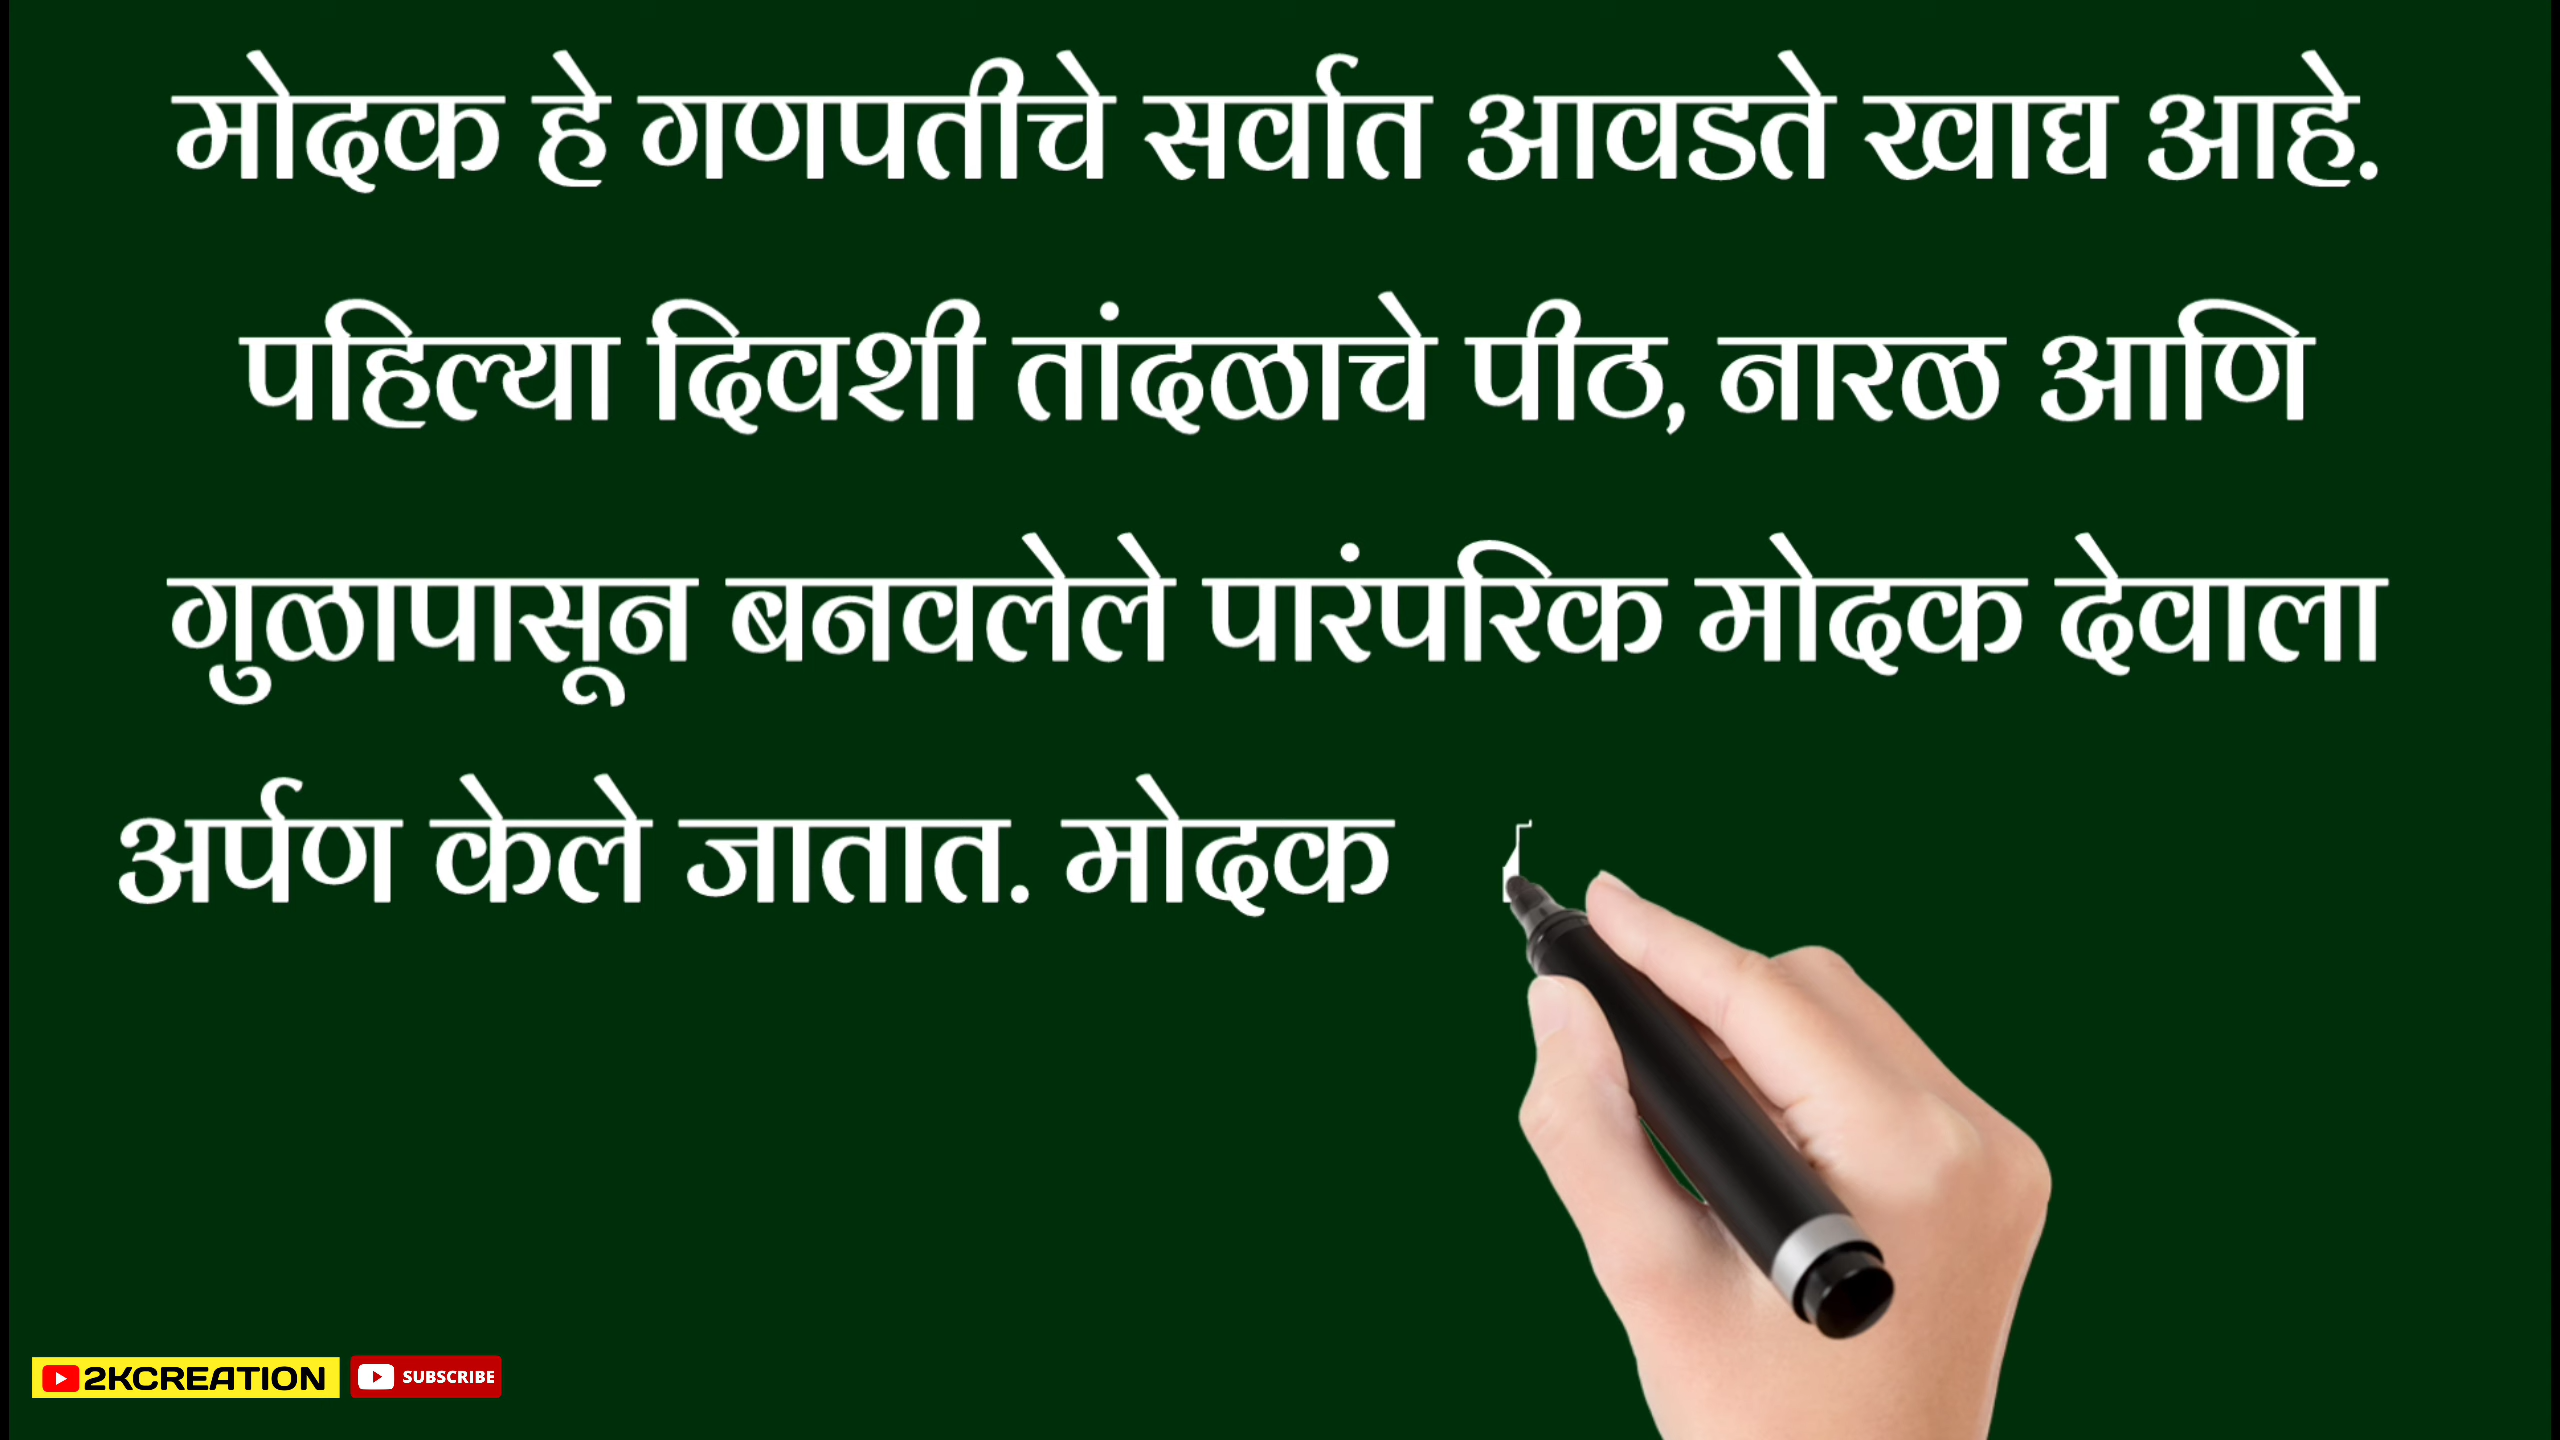 मोदक हे गणपतीचे सर्वात आवडते खाद्य आहे.
पहिल्या दिवशी तांदळाचे पीठ, नारळ आणि
गुळापासून बनवलेले पारंपरिक मोदक देवाला
अर्पण केले जातात. मोदक
2KCREATION SUBSCRIBE